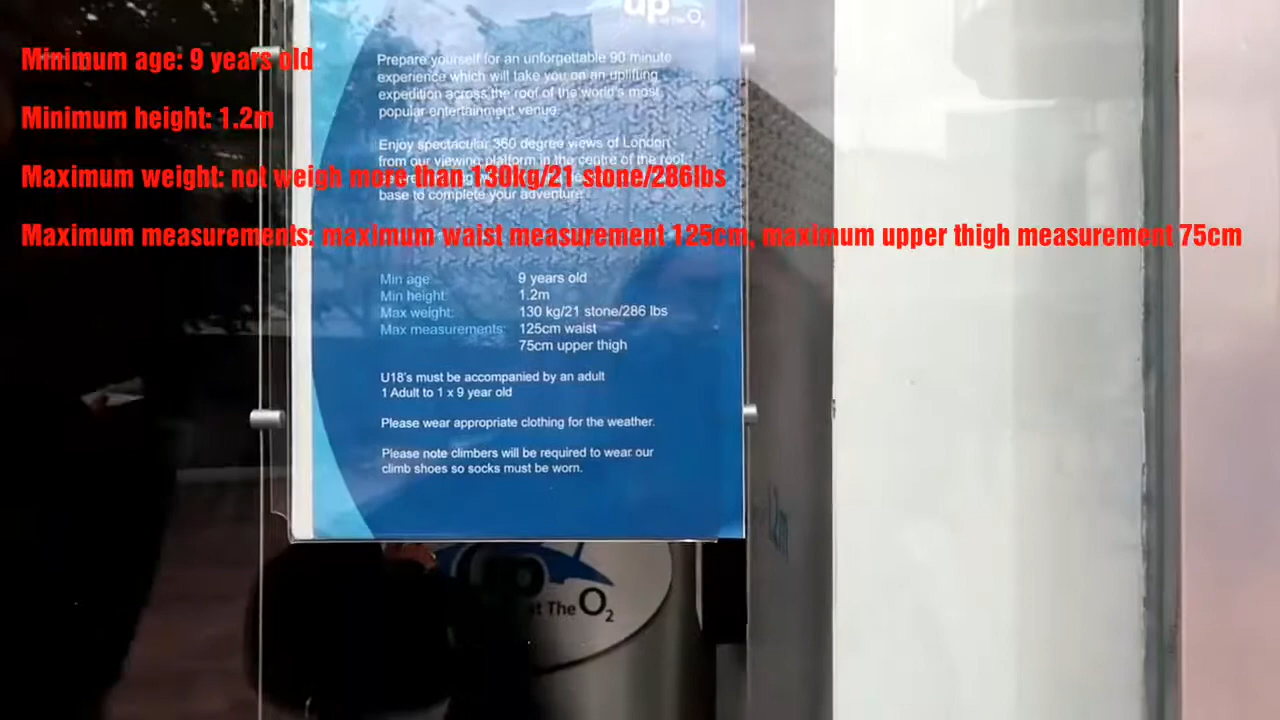 Minimum age: 9 years old
Minimum height: 1.2m
Maximum weight: not weigh more than 130kg/21 stone/286lbs
Maximum measurements: maximum waist measurement 125cm, maximum upper thigh measurement 75cm
up
at The O2
Prepare yourself for an unforgettable 90 minute
experience which will take you on an uplifting
expedition across the roof of the world's most
popular entertainment venue.
Enjoy spectacular 360 degree views of London
from our viewing platform in the centre of the roof,
base to complete your adventure.
Min age: 9 years old
Min height: 1.2m
Max weight: 130 kg/21 stone/286 lbs
Max measurements: 125cm waist
75cm upper thigh
U18's must be accompanied by an adult
1 Adult to 1 x 9 year old
Please wear appropriate clothing for the weather.
Please note climbers will be required to wear our
climb shoes so socks must be worn.
up
at The O2